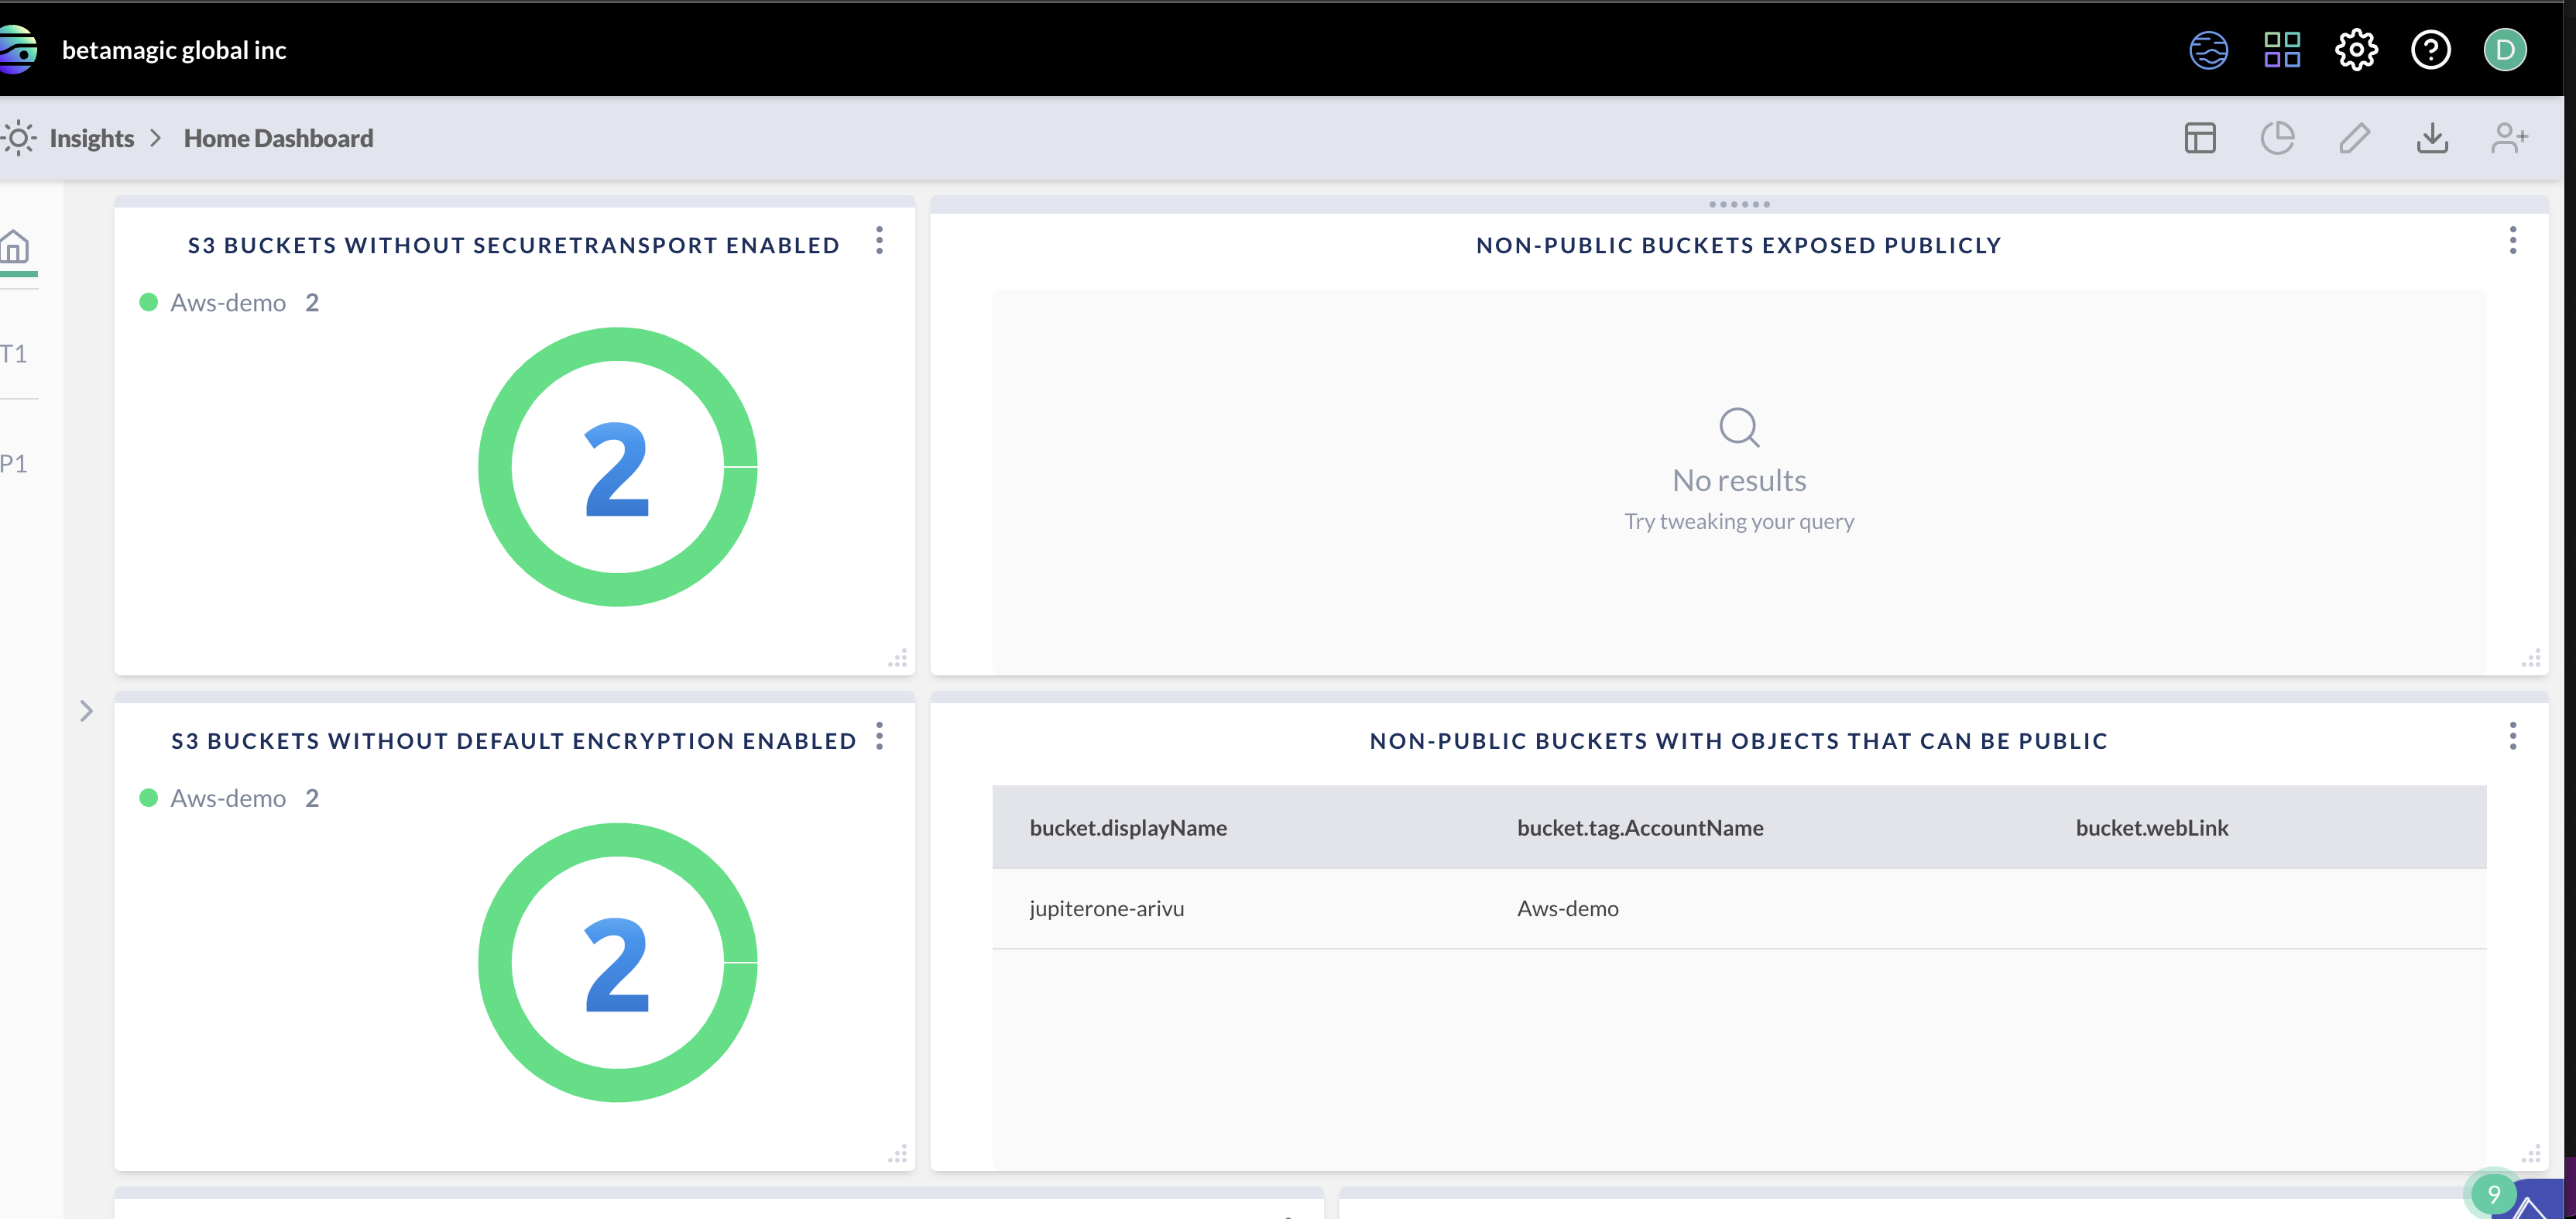 betamagic global inc
D
Insights > Home Dashboard
T1
P1
S3 BUCKETS WITHOUT SECURETRANSPORT ENABLED
Aws-demo 2
2
NON-PUBLIC BUCKETS EXPOSED PUBLICLY
No results
Try tweaking your query
S3 BUCKETS WITHOUT DEFAULT ENCRYPTION ENABLED
Aws-demo 2
2
NON-PUBLIC BUCKETS WITH OBJECTS THAT CAN BE PUBLIC
bucket.displayName bucket.tag.AccountName bucket.webLink
jupiterone-arivu Aws-demo
9